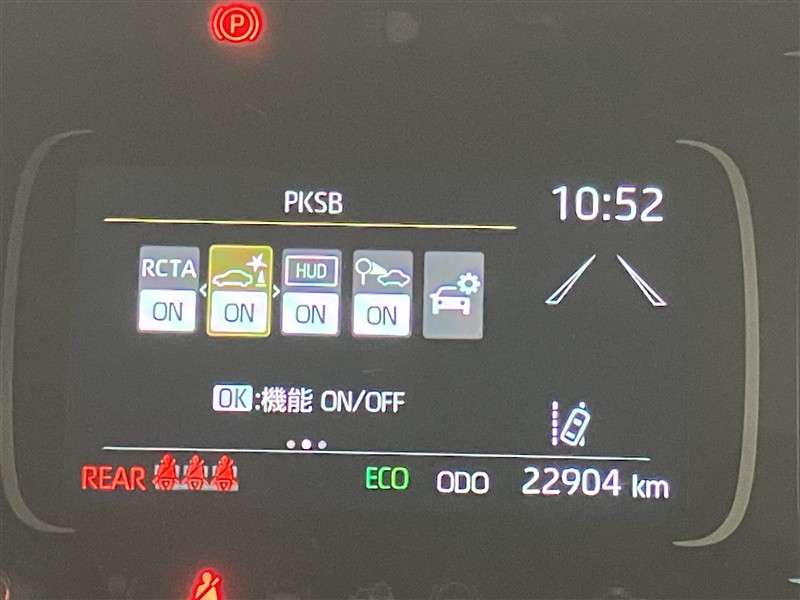 P
PKSB
10:52
RCTA HUD
ON ON ON ON
OK:機能 ON/OFF
REAR ECO ODO 22904 km